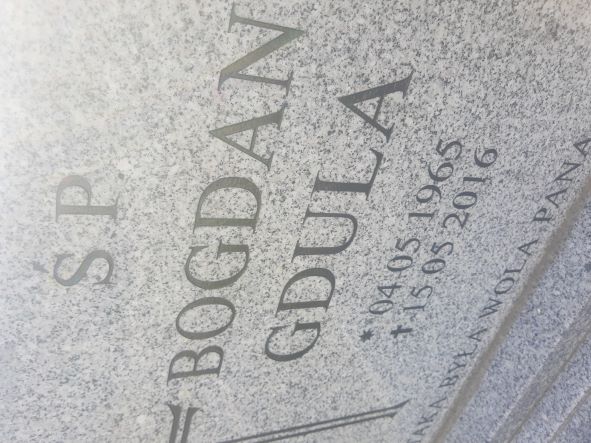 ŚP
BOGDAN
GDULA
* 04.05.1965
✝ 15.05.2016
TAKA BYŁA WOLA PANA